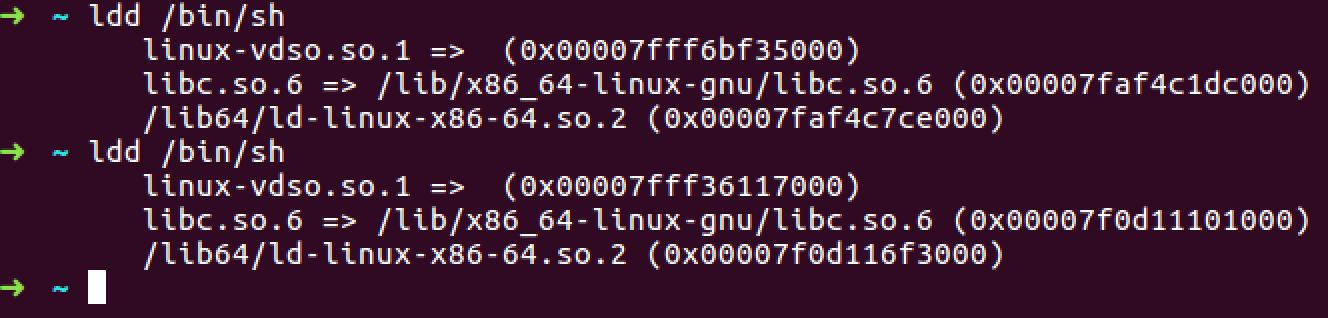 ➜ ~ ldd /bin/sh
linux-vdso.so.1 => (0x00007fff6bf35000)
libc.so.6 => /lib/x86_64-linux-gnu/libc.so.6 (0x00007faf4c1dc000)
/lib64/ld-linux-x86-64.so.2 (0x00007faf4c7ce000)
➜ ~ ldd /bin/sh
linux-vdso.so.1 => (0x00007fff36117000)
libc.so.6 => /lib/x86_64-linux-gnu/libc.so.6 (0x00007f0d11101000)
/lib64/ld-linux-x86-64.so.2 (0x00007f0d116f3000)
➜ ~